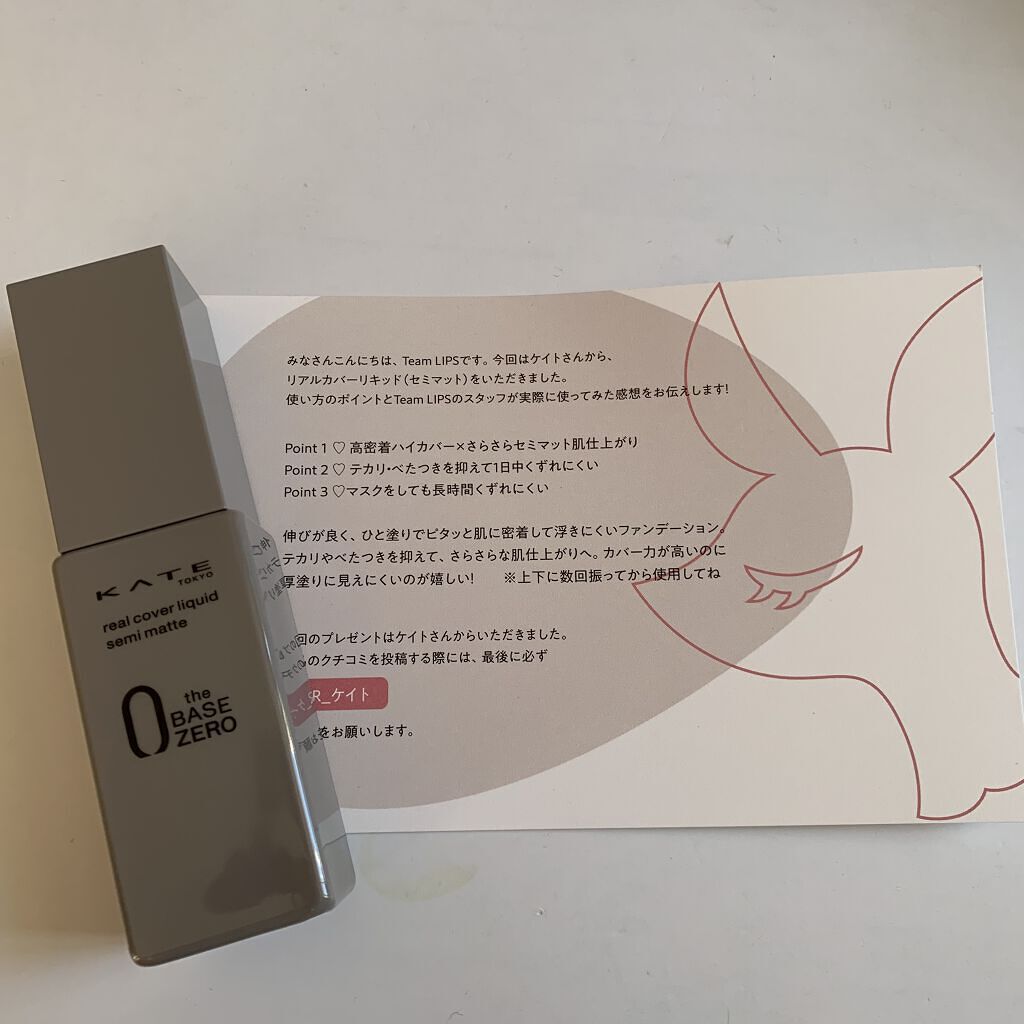 みなさんこんにちは、Team LIPSです。今回はケイトさんから、
リアルカバーリキッド（セミマット）をいただきました。
使い方のポイントとTeam LIPSのスタッフが実際に使ってみた感想をお伝えします！
Point 1 ♡ 高密着ハイカバー×さらさらセミマット肌仕上がり
Point 2 ♡ テカリ・べたつきを抑えて1日中くずれにくい
Point 3 ♡マスクをしても長時間くずれにくい
伸びが良く、ひと塗りでピタッと肌に密着して浮きにくいファンデーション。
テカリやべたつきを抑えて、さらさらな肌仕上がりへ。カバー力が高いのに
厚塗りに見えにくいのが嬉しい！　※上下に数回振ってから使用してね
回のプレゼントはケイトさんからいただきました。
のクチコミを投稿する際には、最後に必ず
R_ケイト
をお願いします。
KATE
TOKYO
real cover liquid
semi matte
0 the
BASE
ZERO